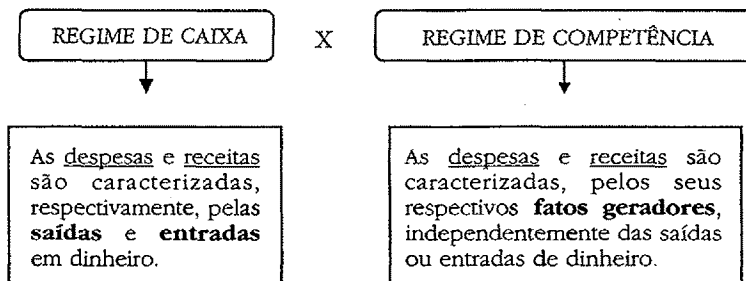 REGIME DE CAIXA X REGIME DE COMPETÊNCIA
As despesas e receitas
são caracterizadas,
respectivamente, pelas
saídas e entradas
em dinheiro.
As despesas e receitas são
caracterizadas, pelos seus
respectivos fatos geradores,
independentemente das saídas
ou entradas de dinheiro.